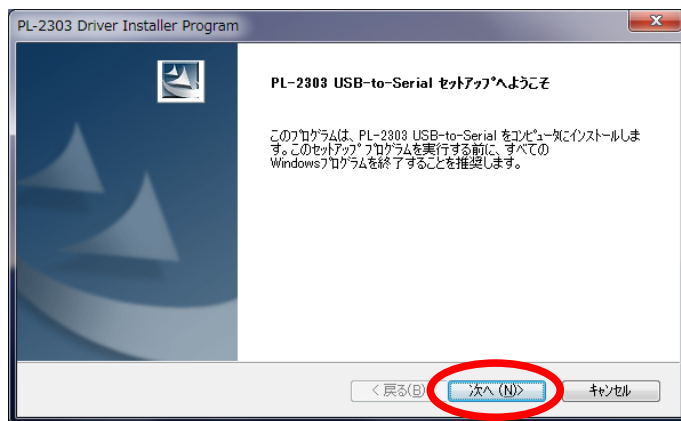 PL-2303 Driver Installer Program
PL-2303 USB-to-Serial ｾｯﾄｱｯﾌﾟへようこそ
このﾌﾟﾛｸﾞﾗﾑは、PL-2303 USB-to-Serial をｺﾝﾋﾟｭｰﾀにインストールしま
す。このｾｯﾄｱｯﾌﾟ ﾌﾟﾛｸﾞﾗﾑを実行する前に、すべての
Windowsﾌﾟﾛｸﾞﾗﾑを終了することを推奨します。
< 戻る(B) 次へ (N)> ｷｬﾝｾﾙ